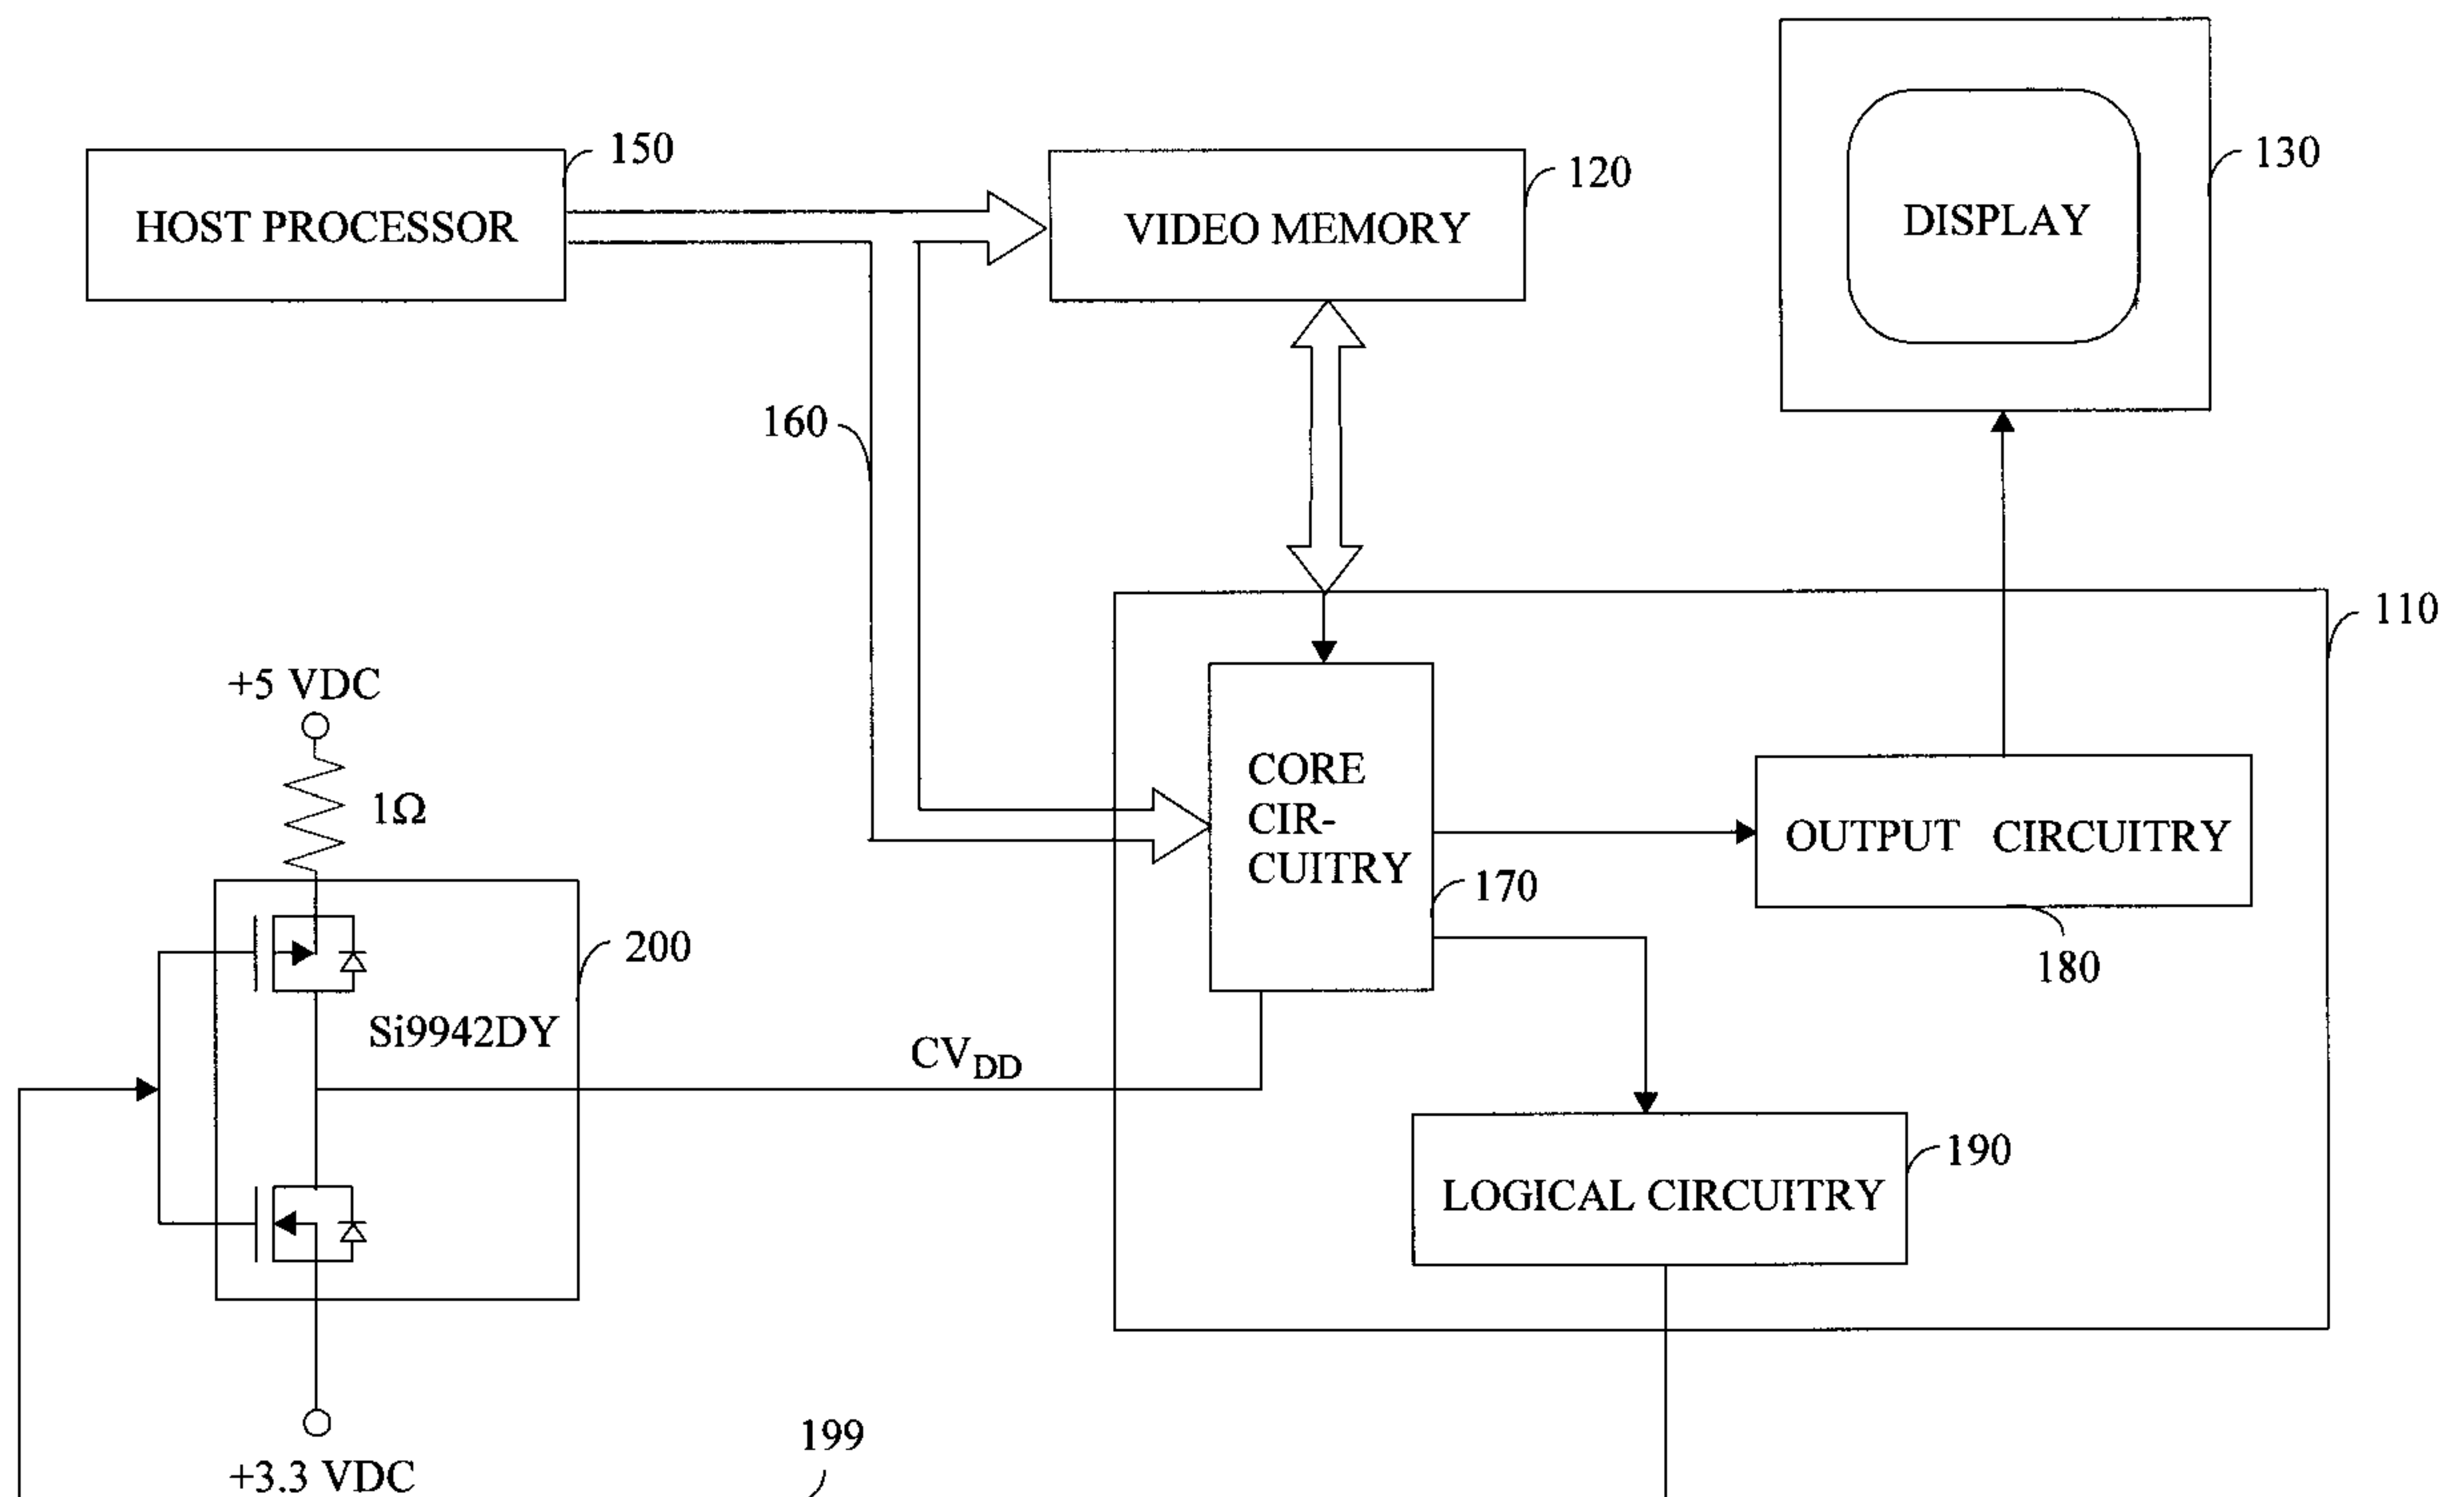 150
HOST PROCESSOR
120
VIDEO MEMORY
130
DISPLAY
160
110
+5 VDC
1Ω
CORE
CIR-
CUITRY
170
OUTPUT CIRCUITRY
180
200
Si9942DY
CVDD
190
LOGICAL CIRCUITRY
199
+3.3 VDC